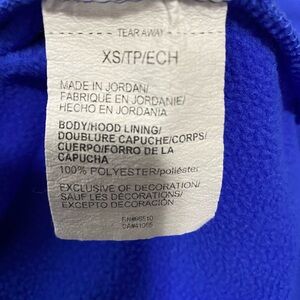 TEAR AWAY
XS/TP/ECH
MADE IN JORDAN/
FABRIQUÉ EN JORDANIE/
HECHO EN JORDANIA
BODY/HOOD LINING/
DOUBLURE CAPUCHE/CORPS/
CUERPO/FORRO DE LA
CAPUCHA
100% POLYESTER/poliéster
EXCLUSIVE OF DECORATION/
SAUF LES DÉCORATIONS/
EXCEPTO DECORACIÓN